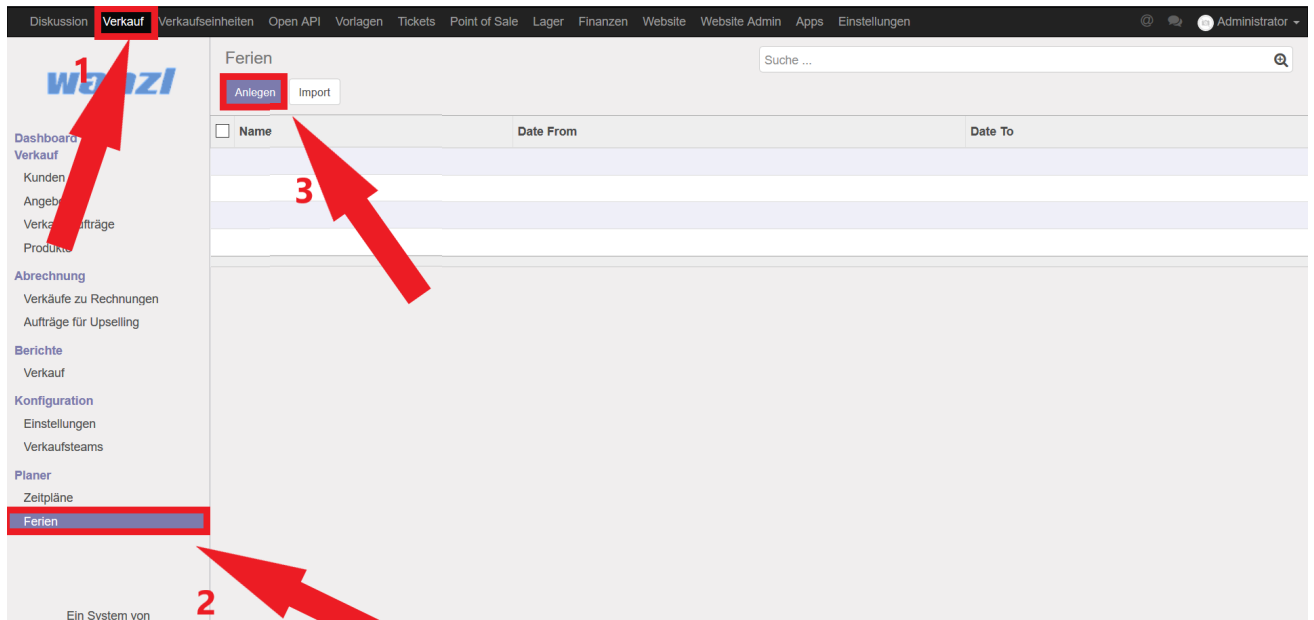 Diskussion Verkauf Verkaufseinheiten Open API Vorlagen Tickets Point of Sale Lager Finanzen Website Website Admin Apps Einstellungen @ Administrator
1
wanzl
Ferien
Suche ...
Anlegen Import
Name Date From Date To
3
Dashboard
Verkauf
Kunden
Produkte
Abrechnung
Verkäufe zu Rechnungen
Aufträge für Upselling
Berichte
Verkauf
Konfiguration
Einstellungen
Verkaufsteams
Planer
Zeitpläne
Ferien
2
Ein System von